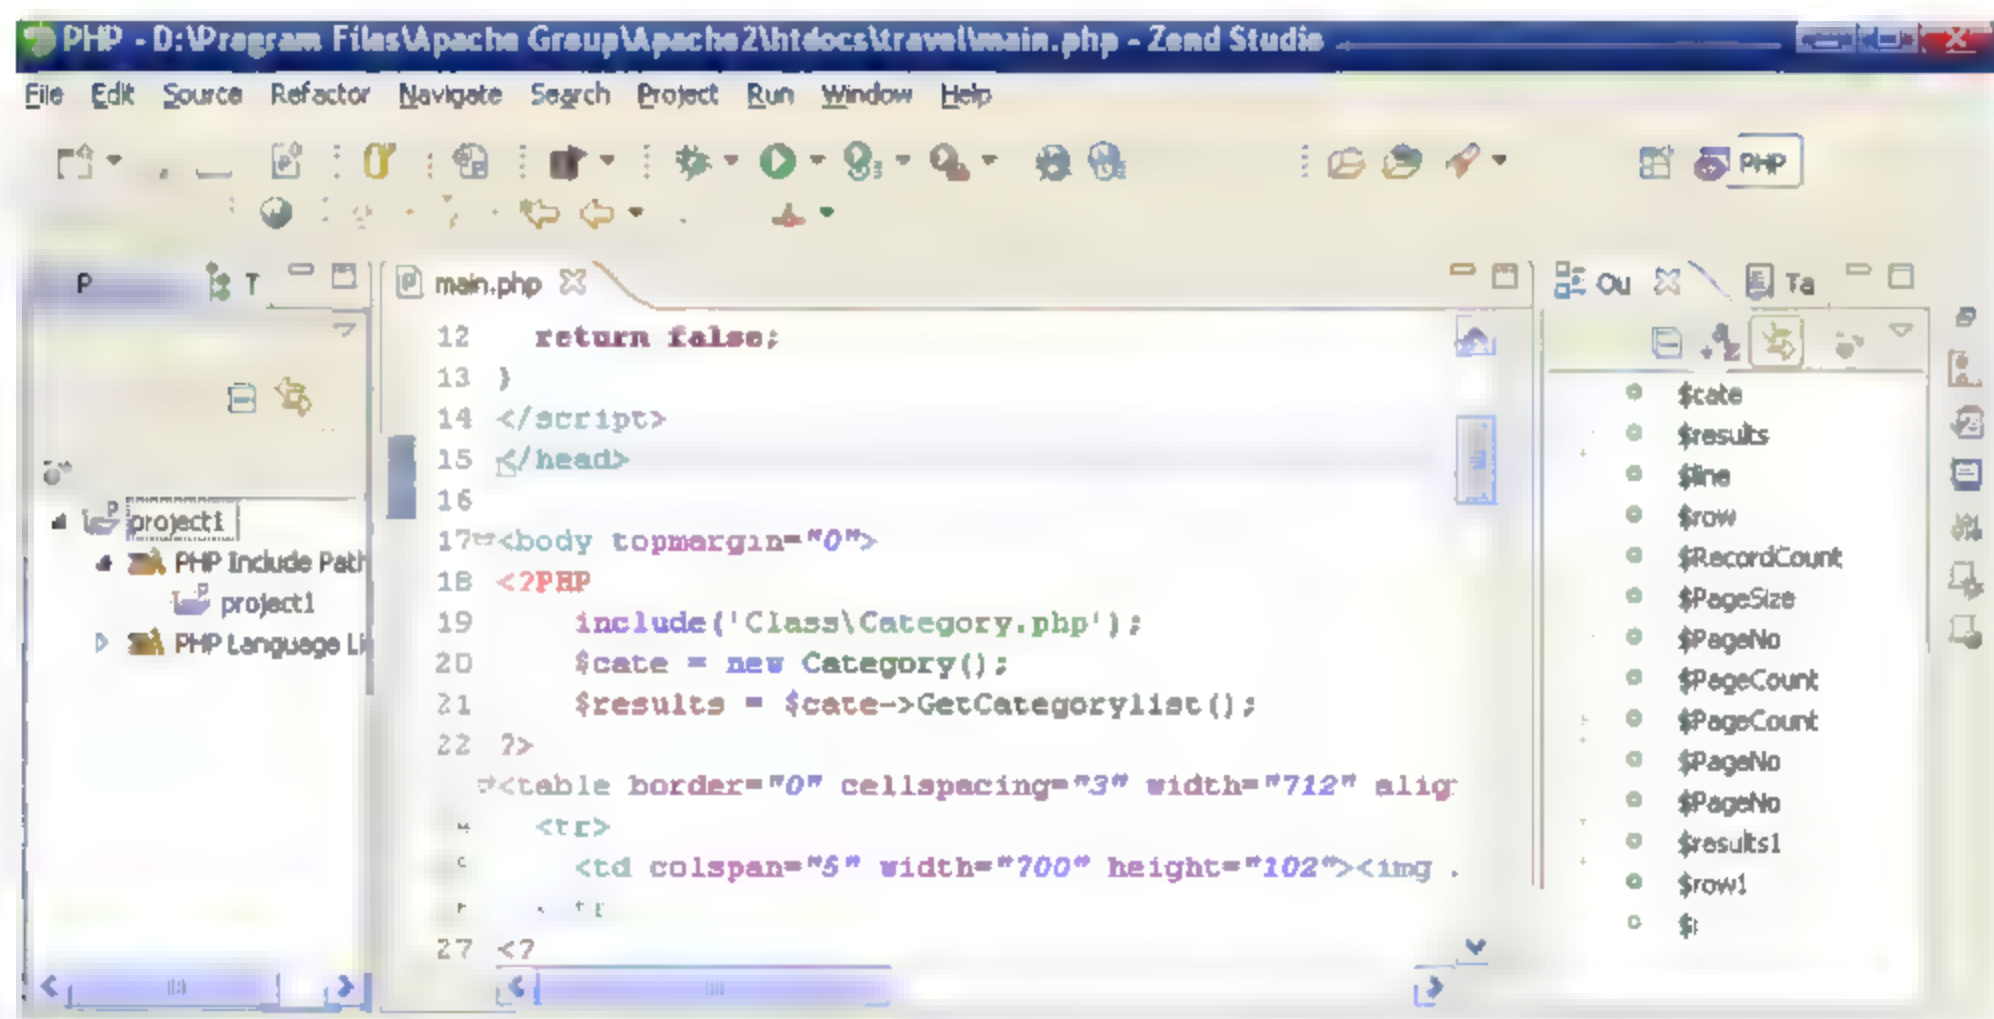 PHP - D:\Program Files\Apache Group\Apache2\htdocs\travel\main.php - Zend Studio
File Edit Source Refactor Navigate Search Project Run Window Help
PHP
P T
main.php
Ou Ta
project1
PHP Include Path
project1
PHP Language Li
12 return false;
13 }
14 </script>
15 </head>
16
17 <body topmargin="0">
18 <?PHP
19 include('Class\Category.php');
20 $cate = new Category();
21 $results = $cate->GetCategorylist();
22 ?>
<table border="0" cellspacing="3" width="712" alig
<tr>
<td colspan="5" width="700" height="102"><img
tr
27 <?
$cate
$results
$line
$row
$RecordCount
$PageSize
$PageNo
$PageCount
$PageCount
$PageNo
$PageNo
$results1
$row1
$i